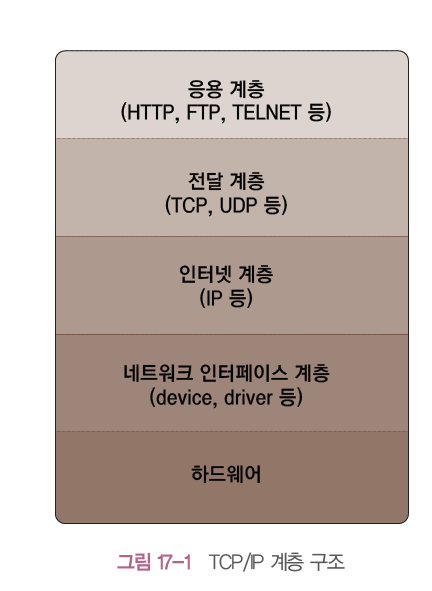 응용 계층
(HTTP, FTP, TELNET 등)
전달 계층
(TCP, UDP 등)
인터넷 계층
(IP 등)
네트워크 인터페이스 계층
(device, driver 등)
하드웨어
그림 17-1 TCP/IP 계층 구조